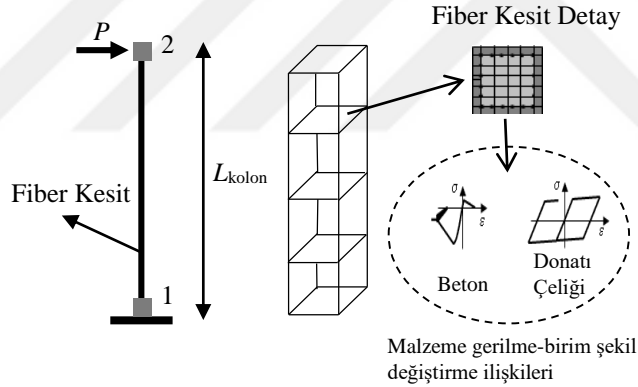 Fiber Kesit Detay
P
2
L kolon
Fiber Kesit
1
σ
ε
σ
ε
Beton
Donatı
Çeliği
Malzeme gerilme-birim şekil
değiştirme ilişkileri